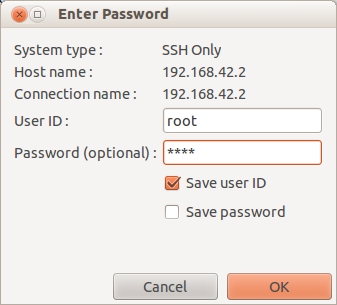 Enter Password
System type : SSH Only
Host name : 192.168.42.2
Connection name : 192.168.42.2
User ID : root
Password (optional) : ****
Save user ID
Save password
Cancel OK